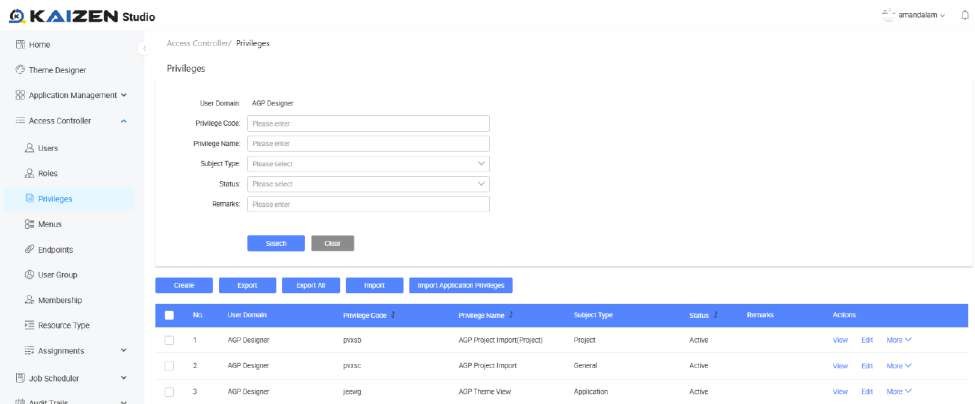 KAIZEN Studio
amandalam
Home
Theme Designer
Application Management
Access Controller
Users
Roles
Privileges
Menus
Endpoints
User Group
Membership
Resource Type
Assignments
Job Scheduler
Audit Trails
Access Controller/ Privileges
Privileges
User Domain: AGP Designer
Privilege Code: Please enter
Privilege Name: Please enter
Subject Type: Please select
Status: Please select
Remarks: Please enter
Search Clear
Create Export Export All Import Import Application Privileges
No. User Domain Privilege Code Privilege Name Subject Type Status Remarks Actions
1 AGP Designer pvxsb AGP Project Import(Project) Project Active View Edit More
2 AGP Designer pvxsc AGP Project Import General Active View Edit More
3 AGP Designer jeewg AGP Theme View Application Active View Edit More